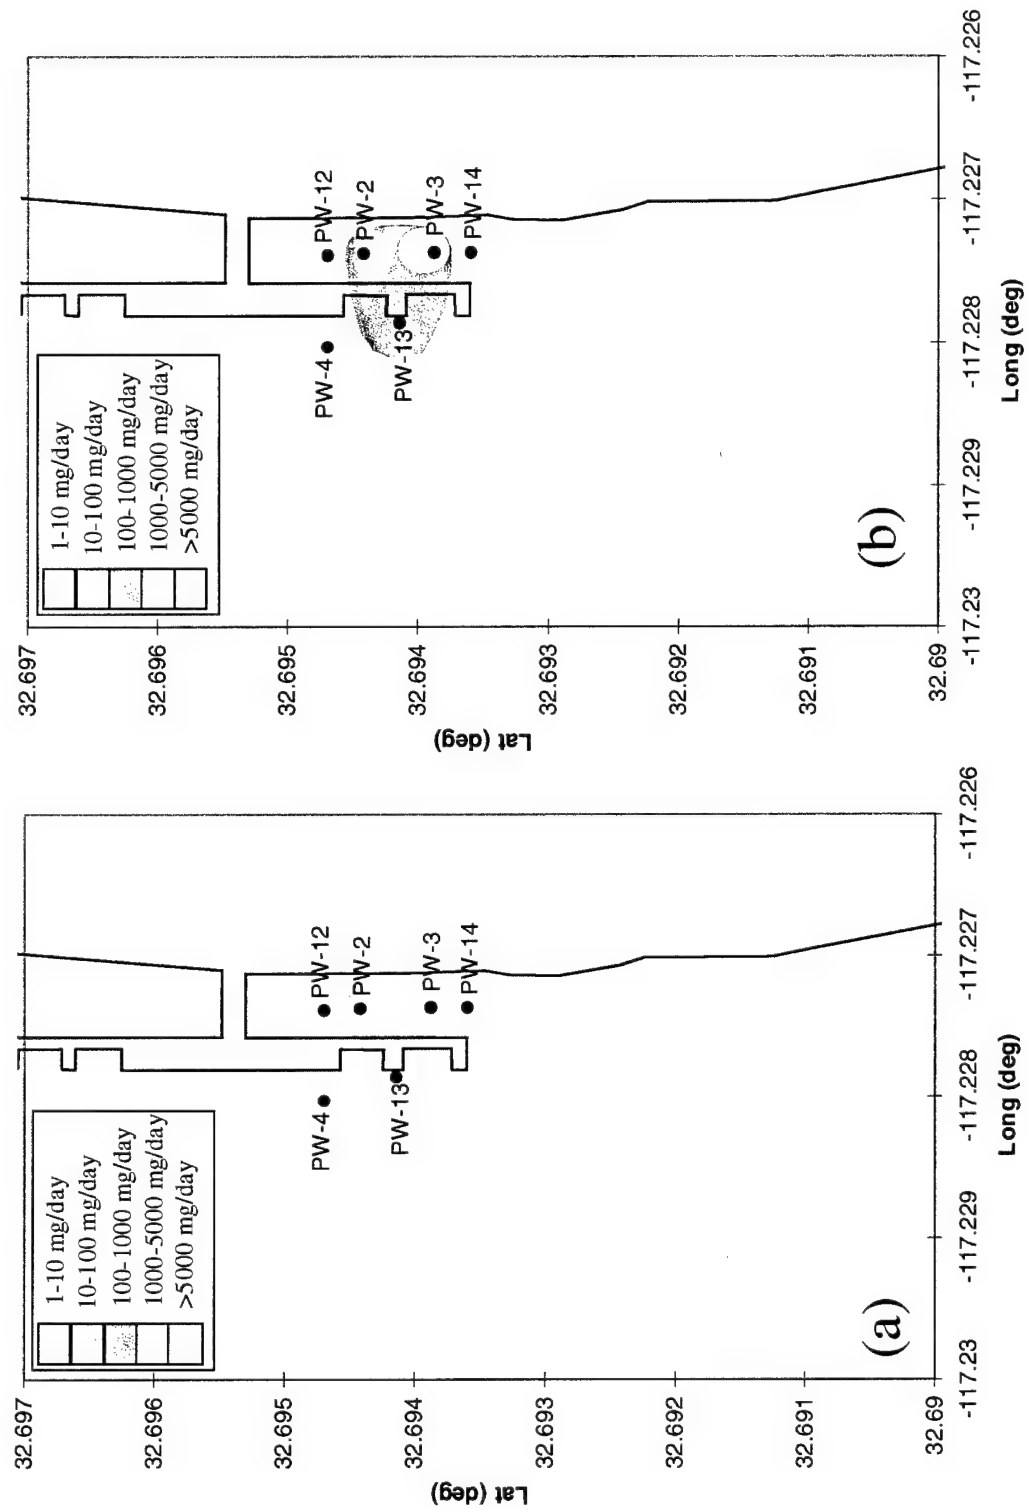 32.697
32.696
32.695
32.694
32.693
32.692
32.691
32.69
Lat (deg)
1-10 mg/day
10-100 mg/day
100-1000 mg/day
1000-5000 mg/day
>5000 mg/day
PW-4
PW-13
PW-12
PW-2
PW-3
PW-14
(a)
-117.23
-117.229
-117.228
-117.227
-117.226
Long (deg)
32.697
32.696
32.695
32.694
32.693
32.692
32.691
32.69
Lat (deg)
1-10 mg/day
10-100 mg/day
100-1000 mg/day
1000-5000 mg/day
>5000 mg/day
PW-4
PW-13
PW-12
PW-2
PW-3
PW-14
(b)
-117.23
-117.229
-117.228
-117.227
-117.226
Long (deg)